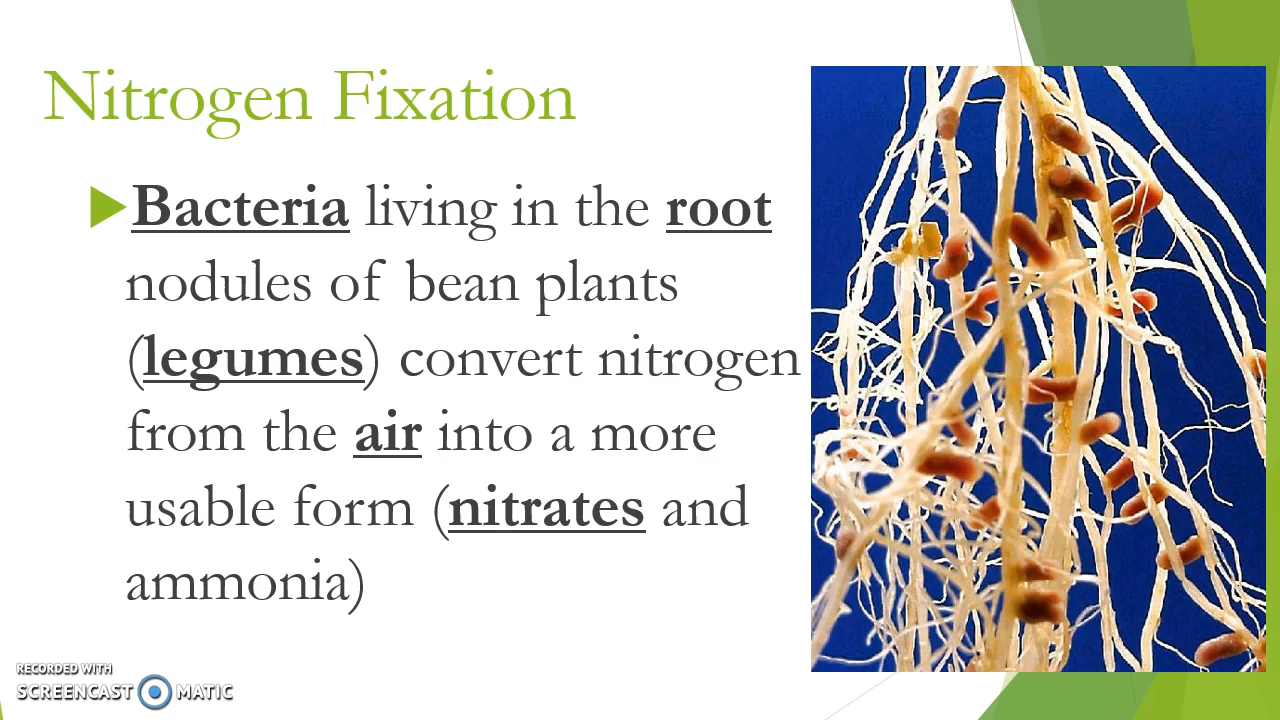 Nitrogen Fixation
Bacteria living in the root
nodules of bean plants
(legumes) convert nitrogen
from the air into a more
usable form (nitrates and
ammonia)
RECORDED WITH
SCREENCAST MATIC